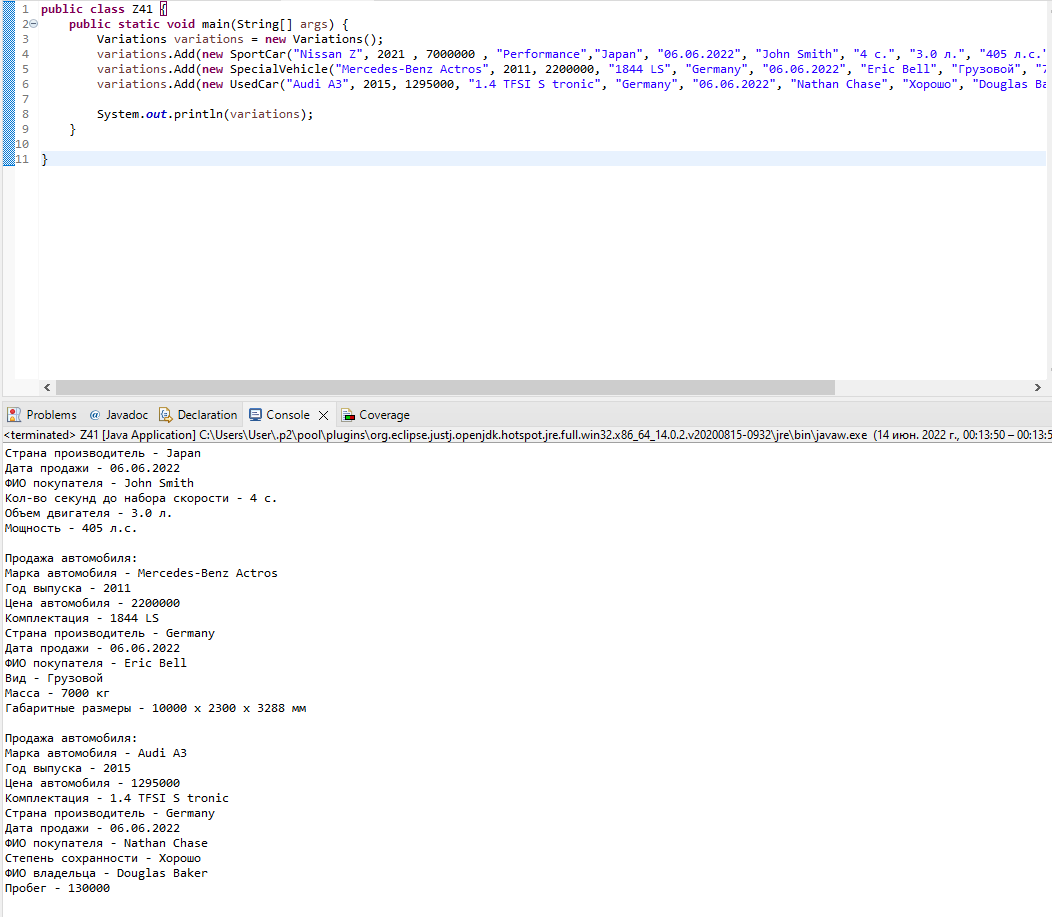 1 public class Z41 {
2 public static void main(String[] args) {
3 Variations variations = new Variations();
4 variations.Add(new SportCar("Nissan Z", 2021 , 7000000 , "Performance","Japan", "06.06.2022", "John Smith", "4 с.", "3.0 л.", "405 л.с."
5 variations.Add(new SpecialVehicle("Mercedes-Benz Actros", 2011, 2200000, "1844 LS", "Germany", "06.06.2022", "Eric Bell", "Грузовой", "7
6 variations.Add(new UsedCar("Audi A3", 2015, 1295000, "1.4 TFSI S tronic", "Germany", "06.06.2022", "Nathan Chase", "Хорошо", "Douglas Ba
7
8 System.out.println(variations);
9 }
10
11 }
Problems @ Javadoc Declaration Console Coverage
<terminated> Z41 [Java Application] C:\Users\User\.p2\pool\plugins\org.eclipse.justj.openjdk.hotspot.jre.full.win32.x86_64_14.0.2.v20200815-0932\jre\bin\javaw.exe (14 июн. 2022 г., 00:13:50 – 00:13:5
Страна производитель - Japan
Дата продажи - 06.06.2022
ФИО покупателя - John Smith
Кол-во секунд до набора скорости - 4 с.
Объем двигателя - 3.0 л.
Мощность - 405 л.с.
Продажа автомобиля:
Марка автомобиля - Mercedes-Benz Actros
Год выпуска - 2011
Цена автомобиля - 2200000
Комплектация - 1844 LS
Страна производитель - Germany
Дата продажи - 06.06.2022
ФИО покупателя - Eric Bell
Вид - Грузовой
Масса - 7000 кг
Габаритные размеры - 10000 x 2300 x 3288 мм
Продажа автомобиля:
Марка автомобиля - Audi A3
Год выпуска - 2015
Цена автомобиля - 1295000
Комплектация - 1.4 TFSI S tronic
Страна производитель - Germany
Дата продажи - 06.06.2022
ФИО покупателя - Nathan Chase
Степень сохранности - Хорошо
ФИО владельца - Douglas Baker
Пробег - 130000